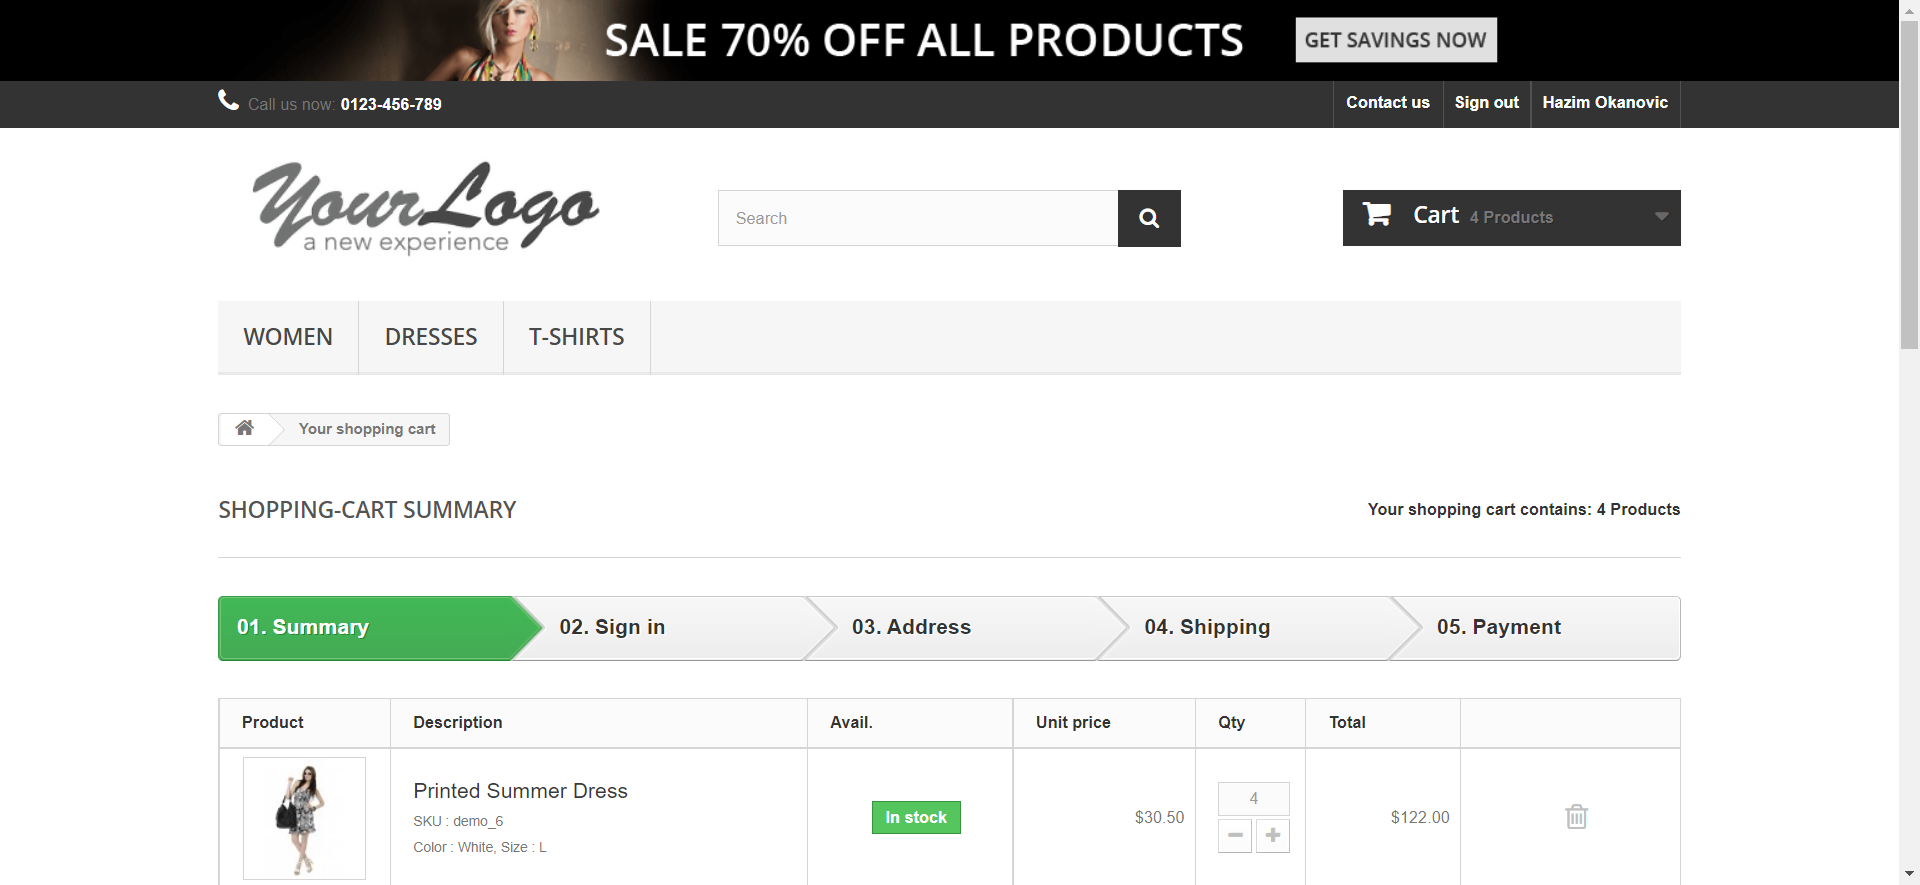 SALE 70% OFF ALL PRODUCTS GET SAVINGS NOW
Call us now: 0123-456-789 Contact us Sign out Hazim Okanovic
YourLogo
a new experience
Search
Cart 4 Products
WOMEN DRESSES T-SHIRTS
Your shopping cart
SHOPPING-CART SUMMARY Your shopping cart contains: 4 Products
01. Summary 02. Sign in 03. Address 04. Shipping 05. Payment
Product Description Avail. Unit price Qty Total
Printed Summer Dress
SKU : demo_6
Color : White, Size : L
In stock
$30.50
4
$122.00